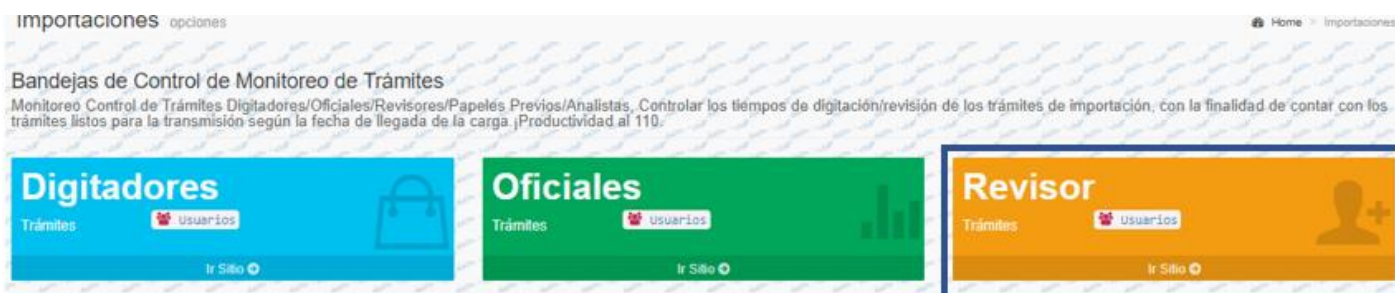 Importaciones opciones
Home > Importaciones
Bandejas de Control de Monitoreo de Trámites
Monitoreo Control de Trámites Digitadores/Oficiales/Revisores/Papeles Previos/Analistas, Controlar los tiempos de digitación/revisión de los trámites de importación, con la finalidad de contar con los
trámites listos para la transmisión según la fecha de llegada de la carga ¡Productividad al 110.
Digitadores
Trámites Usuarios
Ir Sitio
Oficiales
Trámites Usuarios
Ir Sitio
Revisor
Trámites Usuarios
Ir Sitio